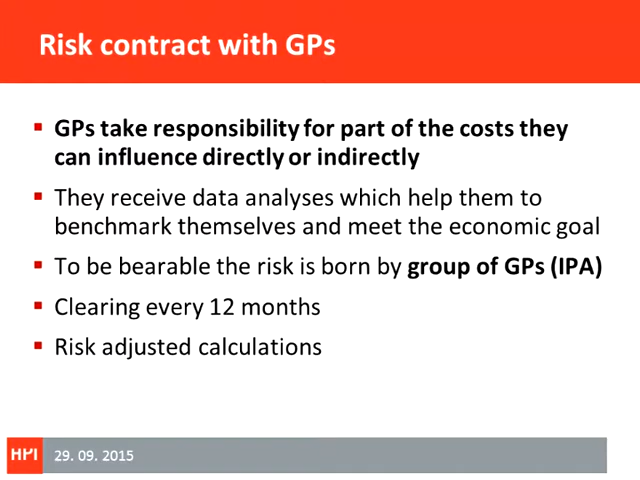 Risk contract with GPs
GPs take responsibility for part of the costs they
can influence directly or indirectly
They receive data analyses which help them to
benchmark themselves and meet the economic goal
To be bearable the risk is born by group of GPs (IPA)
Clearing every 12 months
Risk adjusted calculations
HPI 29. 09. 2015